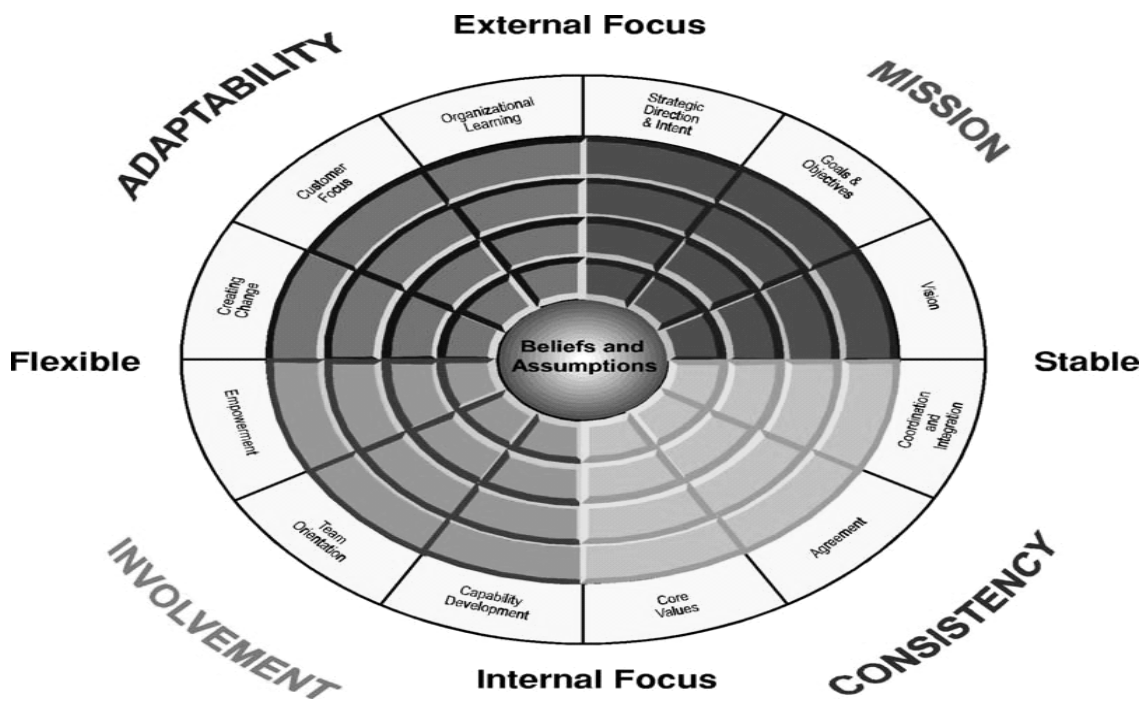 External Focus
ADAPTABILITY
MISSION
Organizational
Learning
Strategic
Direction
& Intent
Customer
Focus
Goals &
Objectives
Creating
Change
Vision
Flexible
Beliefs and
Assumptions
Stable
Empowerment
Coordination
and
Integration
Team
Orientation
Agreement
Capability
Development
Core
Values
INVOLVEMENT
CONSISTENCY
Internal Focus